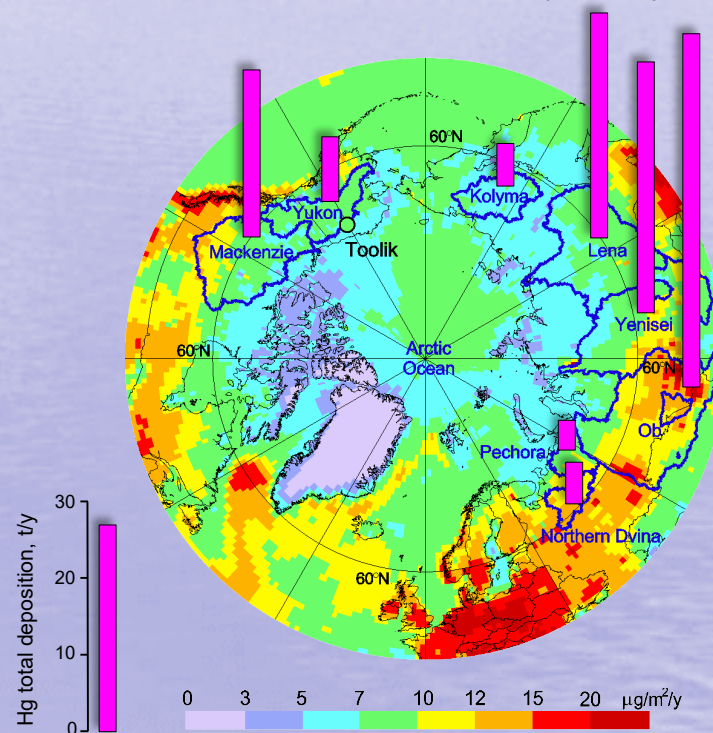 60°N
Kolyma
Yukon
Toolik
Mackenzie
Lena
Yenisei
60°N
Arctic
Ocean
60°N
Ob
Pechora
Northern Dvina
60°N
Hg total deposition, t/y
30
20
10
0
0 3 5 7 10 12 15 20 μg/m²/y